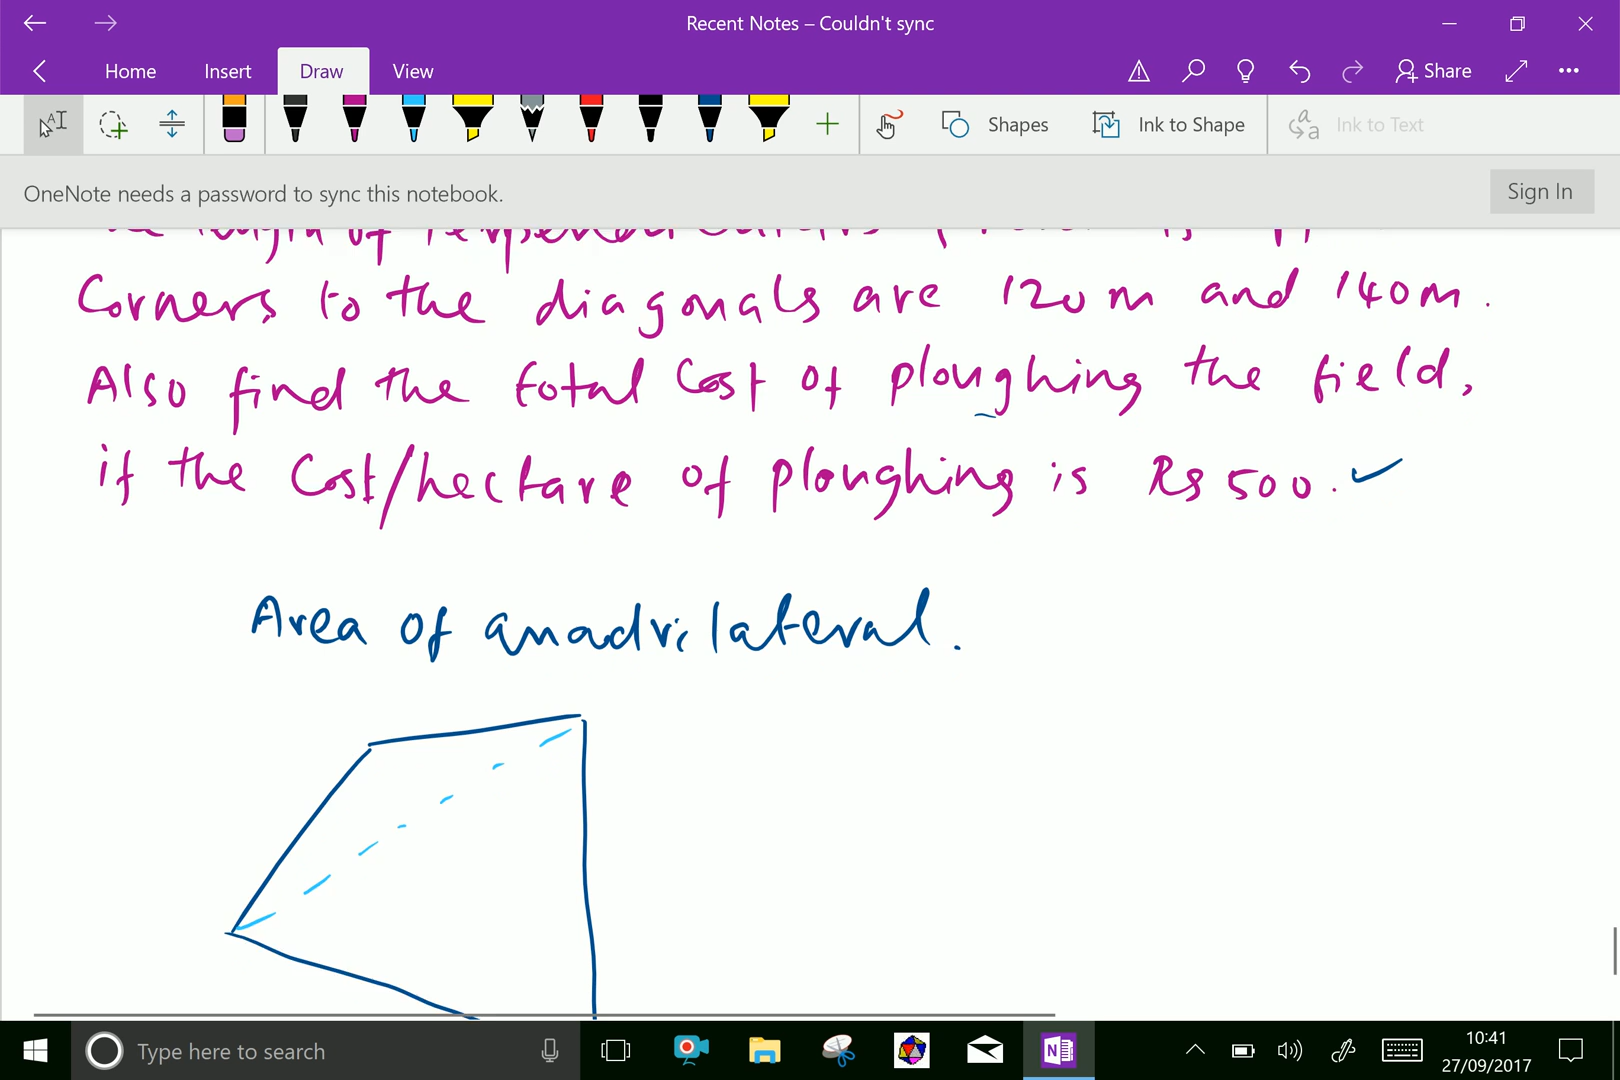 Recent Notes – Couldn't sync
Home Insert Draw View Share
Shapes Ink to Shape Ink to Text
OneNote needs a password to sync this notebook. Sign In
length of
Corners to the diagonals are 120 m and 140 m.
Also find the total cost of ploughing the field,
if the Cost/hectare of ploughing is Rs 500.
Area of quadrilateral.
Type here to search
10:41
27/09/2017